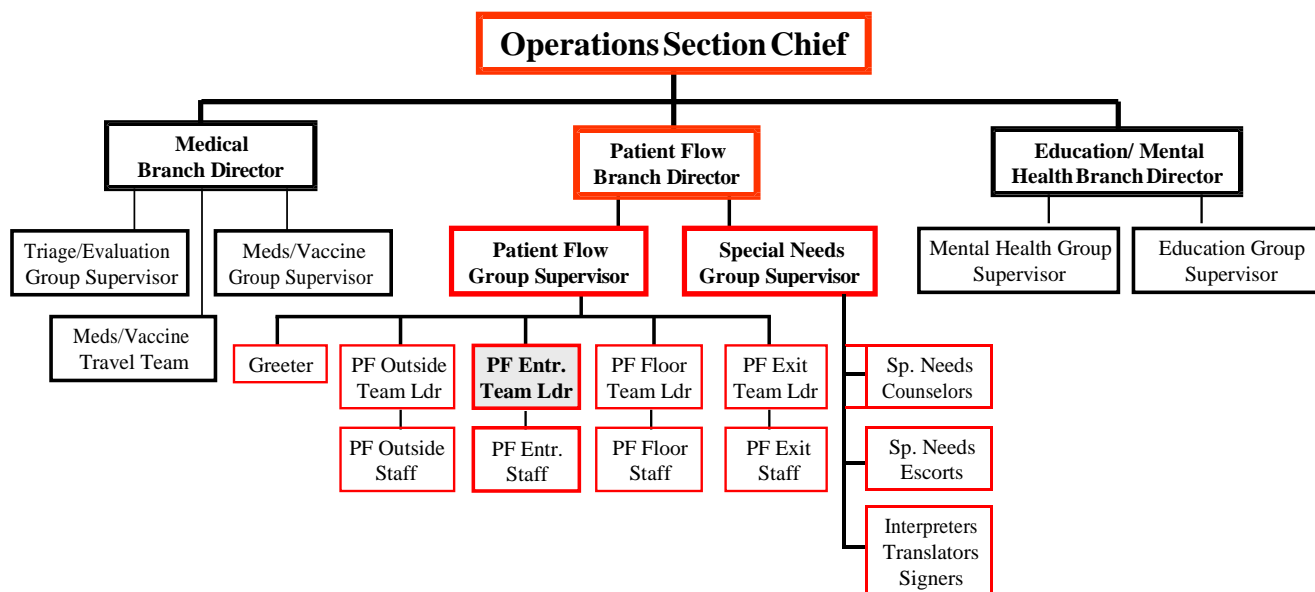 Operations Section Chief
Medical
Branch Director
Patient Flow
Branch Director
Education/ Mental
Health Branch Director
Triage/Evaluation
Group Supervisor
Meds/Vaccine
Group Supervisor
Patient Flow
Group Supervisor
Special Needs
Group Supervisor
Mental Health Group
Supervisor
Education Group
Supervisor
Meds/Vaccine
Travel Team
Greeter
PF Outside
Team Ldr
PF Entr.
Team Ldr
PF Floor
Team Ldr
PF Exit
Team Ldr
Sp. Needs
Counselors
PF Outside
Staff
PF Entr.
Staff
PF Floor
Staff
PF Exit
Staff
Sp. Needs
Escorts
Interpreters
Translators
Signers